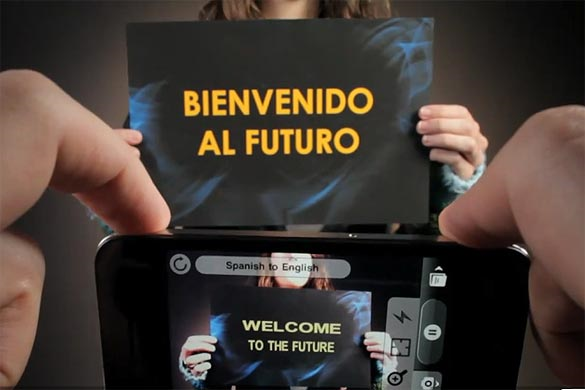 BIENVENIDO
AL FUTURO
Spanish to English
WELCOME
TO THE FUTURE